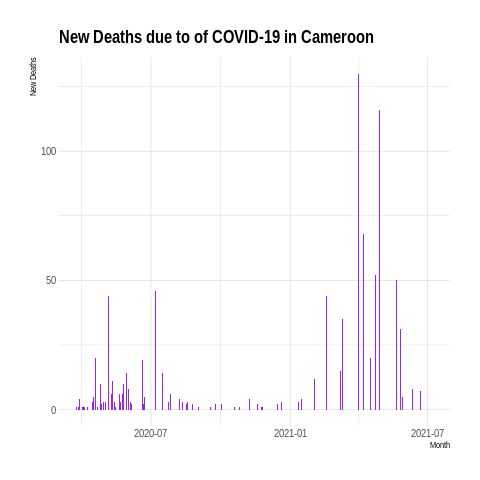 New Deaths due to of COVID-19 in Cameroon
New Deaths
100
50
0
2020-07
2021-01
2021-07
Month